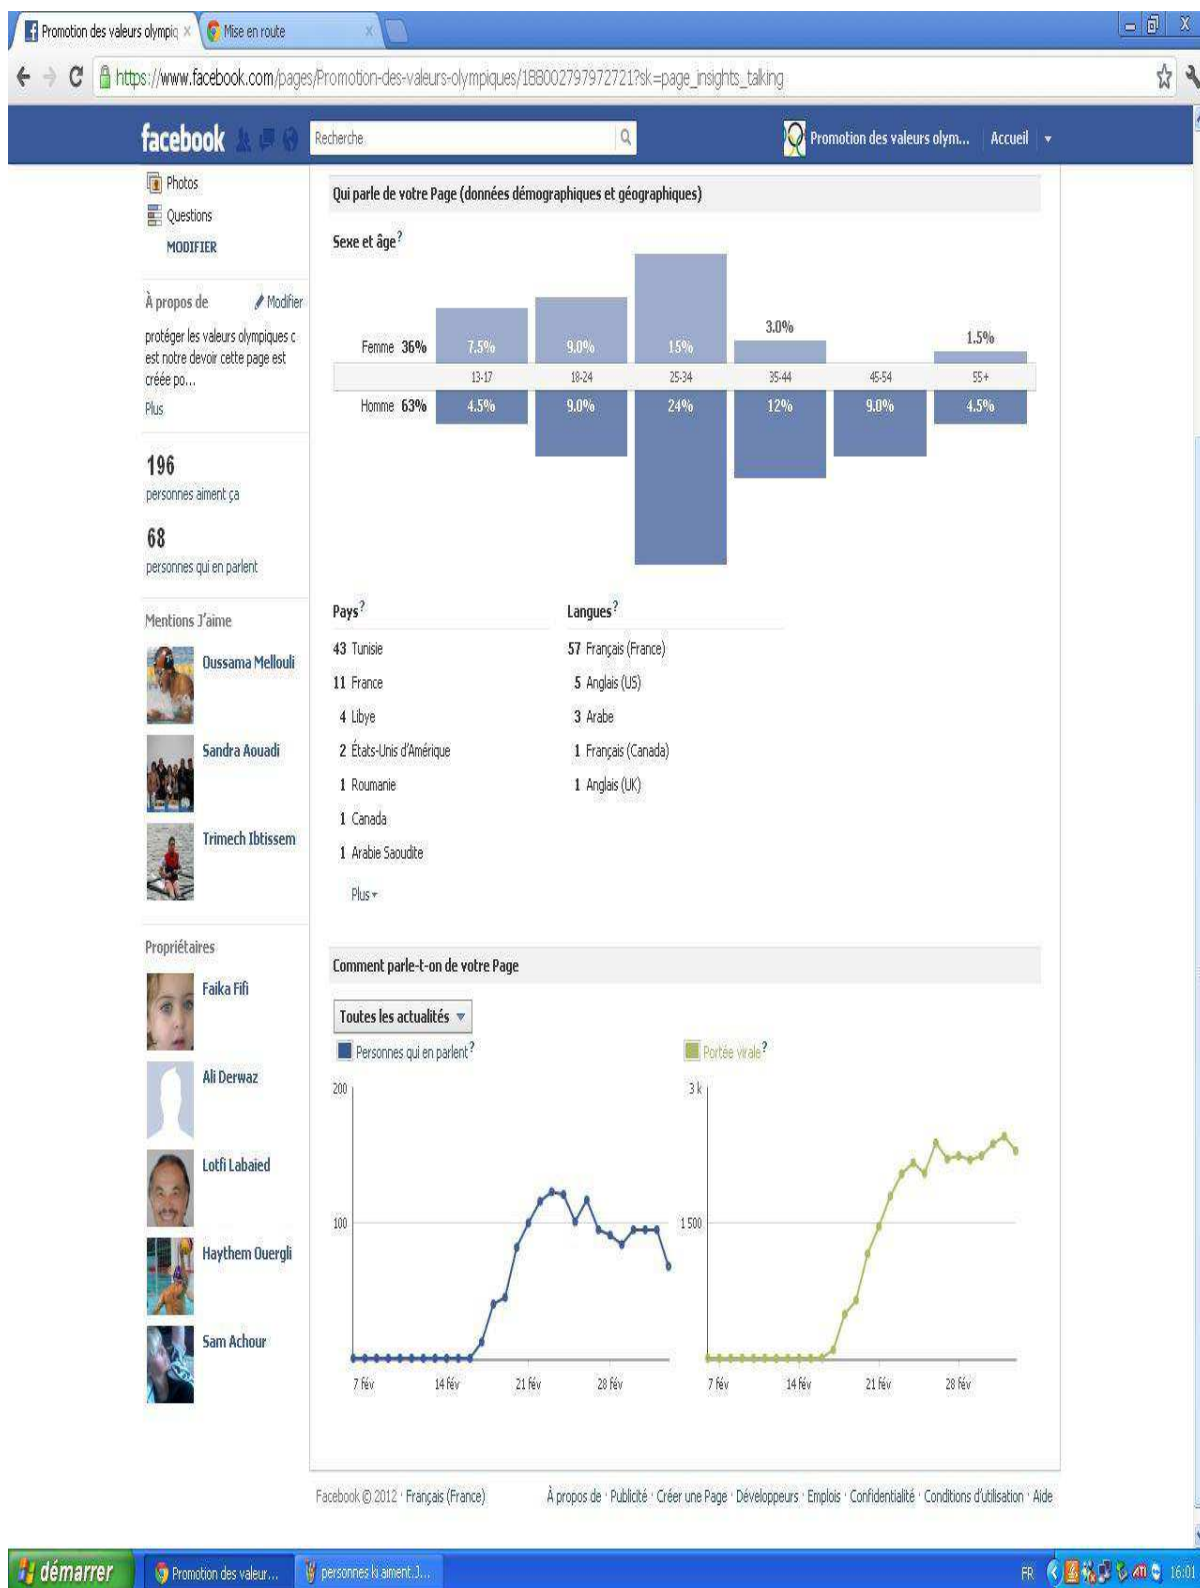 Promotion des valeurs olympiq
Mise en route
https://www.facebook.com/pages/Promotion-des-valeurs-olympiques/188002797972721?sk=page_insights_talking
facebook
Recherche
Promotion des valeurs olym...
Accueil
Photos
Questions
MODIFIER
À propos de
Modifier
protéger les valeurs olympiques c
est notre devoir cette page est
créée po...
Plus
196
personnes aiment ça
68
personnes qui en parlent
Mentions J'aime
Oussama Mellouli
Sandra Aouadi
Trimech Ibtissem
Propriétaires
Faika Fifi
Ali Derwaz
Lotfi Labaied
Haythem Ouergli
Sam Achour
Qui parle de votre Page (données démographiques et géographiques)
Sexe et âge?
Femme 36% 7.5% 9.0% 15% 3.0% 1.5%
13-17 18-24 25-34 35-44 45-54 55+
Homme 63% 4.5% 9.0% 24% 12% 9.0% 4.5%
Pays?
43 Tunisie
11 France
4 Libye
2 États-Unis d'Amérique
1 Roumanie
1 Canada
1 Arabie Saoudite
Plus
Langues?
57 Français (France)
5 Anglais (US)
3 Arabe
1 Français (Canada)
1 Anglais (UK)
Comment parle-t-on de votre Page
Toutes les actualités
Personnes qui en parlent?
200
100
7 fév 14 fév 21 fév 28 fév
Portée virale?
3 k
1 500
7 fév 14 fév 21 fév 28 fév
Facebook © 2012 · Français (France)
À propos de · Publicité · Créer une Page · Développeurs · Emplois · Confidentialité · Conditions d'utilisation · Aide
démarrer
Promotion des valeur...
personnes ki aiment.J...
FR
ATI
16:01